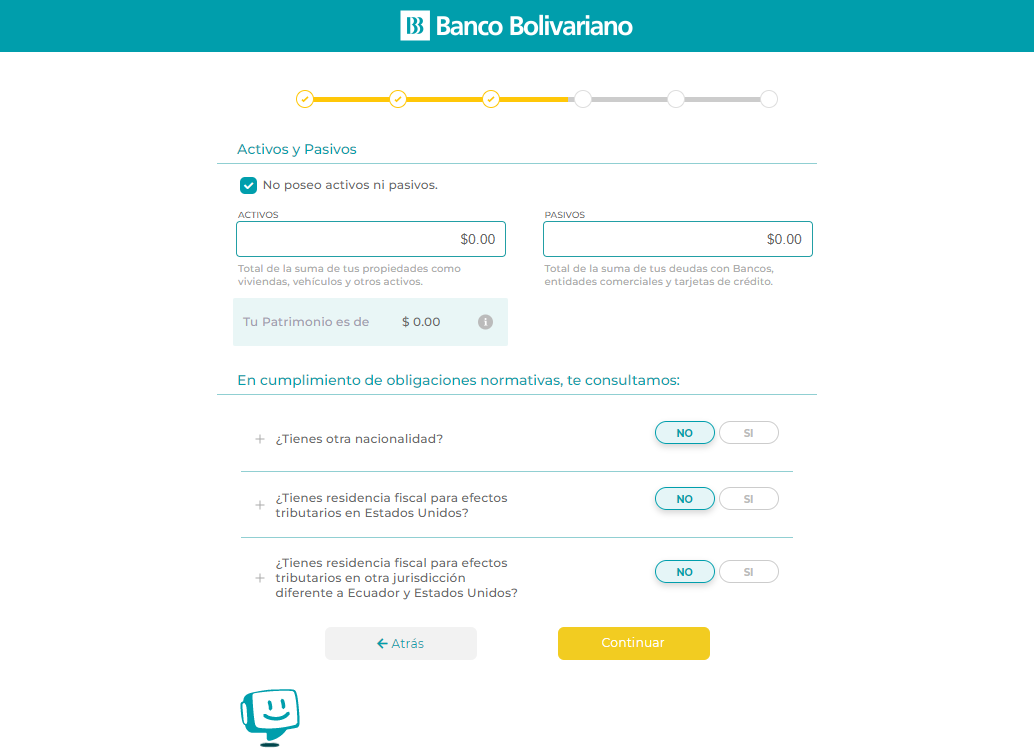 Banco Bolivariano
Activos y Pasivos
No poseo activos ni pasivos.
ACTIVOS
$0.00
Total de la suma de tus propiedades como
viviendas, vehículos y otros activos.
PASIVOS
$0.00
Total de la suma de tus deudas con Bancos,
entidades comerciales y tarjetas de crédito.
Tu Patrimonio es de $ 0.00
En cumplimiento de obligaciones normativas, te consultamos:
¿Tienes otra nacionalidad?
NO SI
¿Tienes residencia fiscal para efectos
tributarios en Estados Unidos?
NO SI
¿Tienes residencia fiscal para efectos
tributarios en otra jurisdicción
diferente a Ecuador y Estados Unidos?
NO SI
Atrás
Continuar